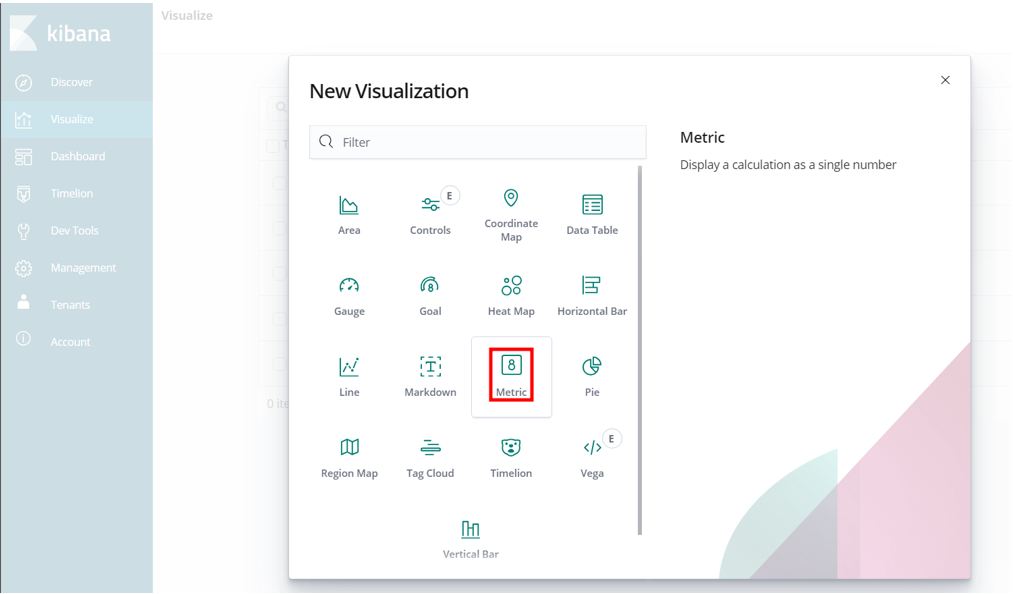 kibana
Visualize
Discover
Visualize
Dashboard
Timelion
Dev Tools
Management
Tenants
Account
New Visualization
Filter
Area
Controls
E
Coordinate
Map
Data Table
Gauge
Goal
8
Heat Map
Horizontal Bar
Line
T
Markdown
8
Metric
Pie
Region Map
Tag Cloud
Timelion
Vega
E
Vertical Bar
Metric
Display a calculation as a single number